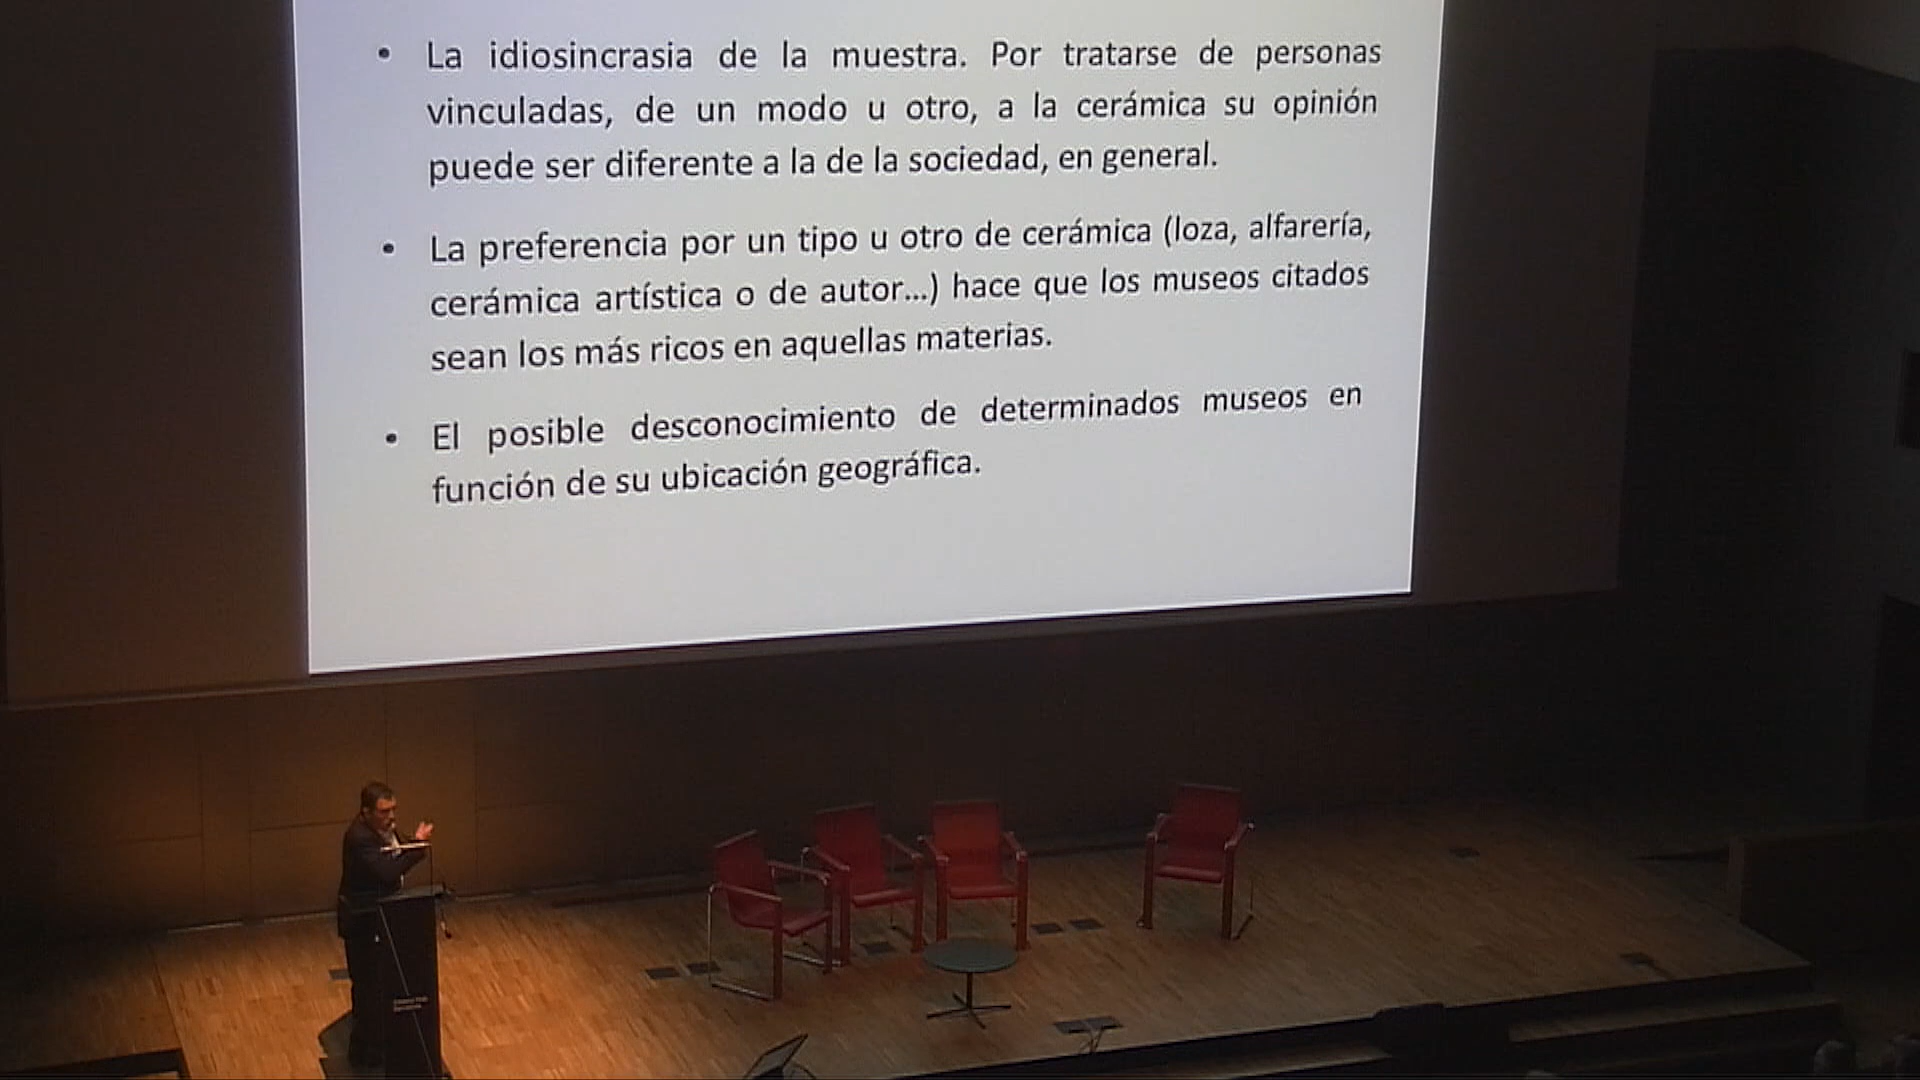 • La idiosincrasia de la muestra. Por tratarse de personas
vinculadas, de un modo u otro, a la cerámica su opinión
puede ser diferente a la de la sociedad, en general.
• La preferencia por un tipo u otro de cerámica (loza, alfarería,
cerámica artística o de autor...) hace que los museos citados
sean los más ricos en aquellas materias.
• El posible desconocimiento de determinados museos en
función de su ubicación geográfica.